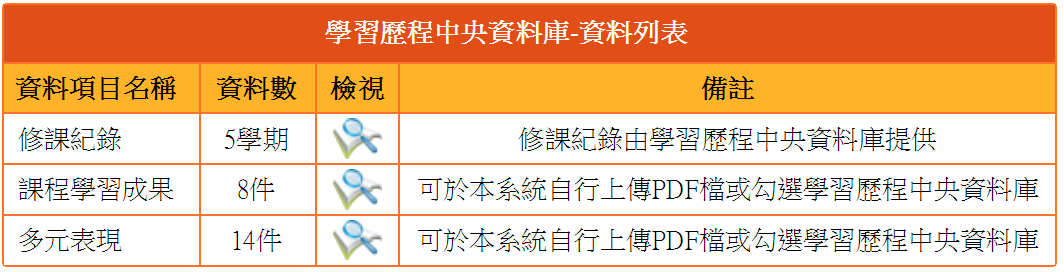 學習歷程中央資料庫-資料列表
資料項目名稱 資料數 檢視 備註
修課紀錄 5學期 修課紀錄由學習歷程中央資料庫提供
課程學習成果 8件 可於本系統自行上傳PDF檔或勾選學習歷程中央資料庫
多元表現 14件 可於本系統自行上傳PDF檔或勾選學習歷程中央資料庫